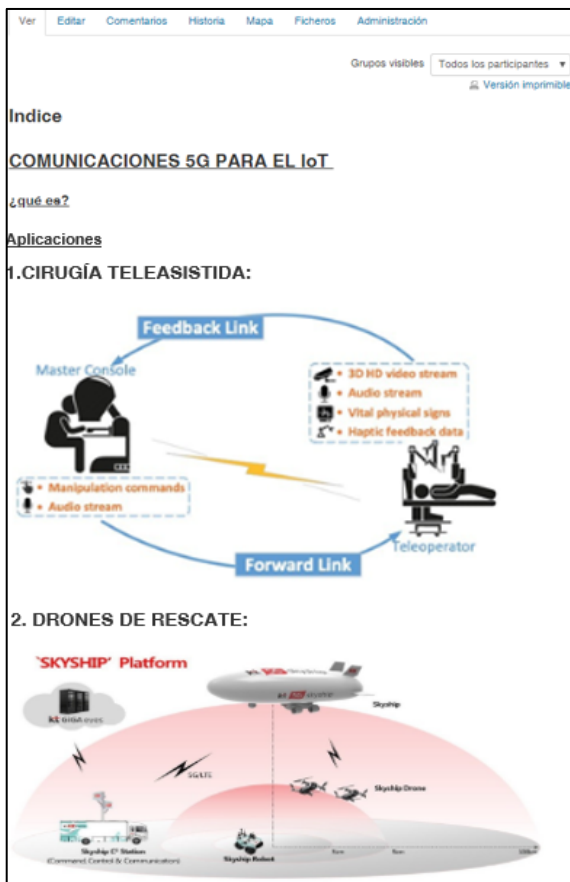 Ver Editar Comentarios Historia Mapa Ficheros Administración
Grupos visibles Todos los participantes
Versión imprimible
Indice
COMUNICACIONES 5G PARA EL IoT
¿qué es?
Aplicaciones
1.CIRUGÍA TELEASISTIDA:
Feedback Link
Master Console
• 3D HD video stream
• Audio stream
• Vital physical signs
• Haptic feedback data
• Manipulation commands
• Audio stream
Teleoperator
Forward Link
2. DRONES DE RESCATE:
'SKYSHIP' Platform
kt 5G
kt GiGA eyes
Skyship
5G LTE
Skyship Drone
Skyship C³ Station
(Command, Control & Communication)
Skyship Robot